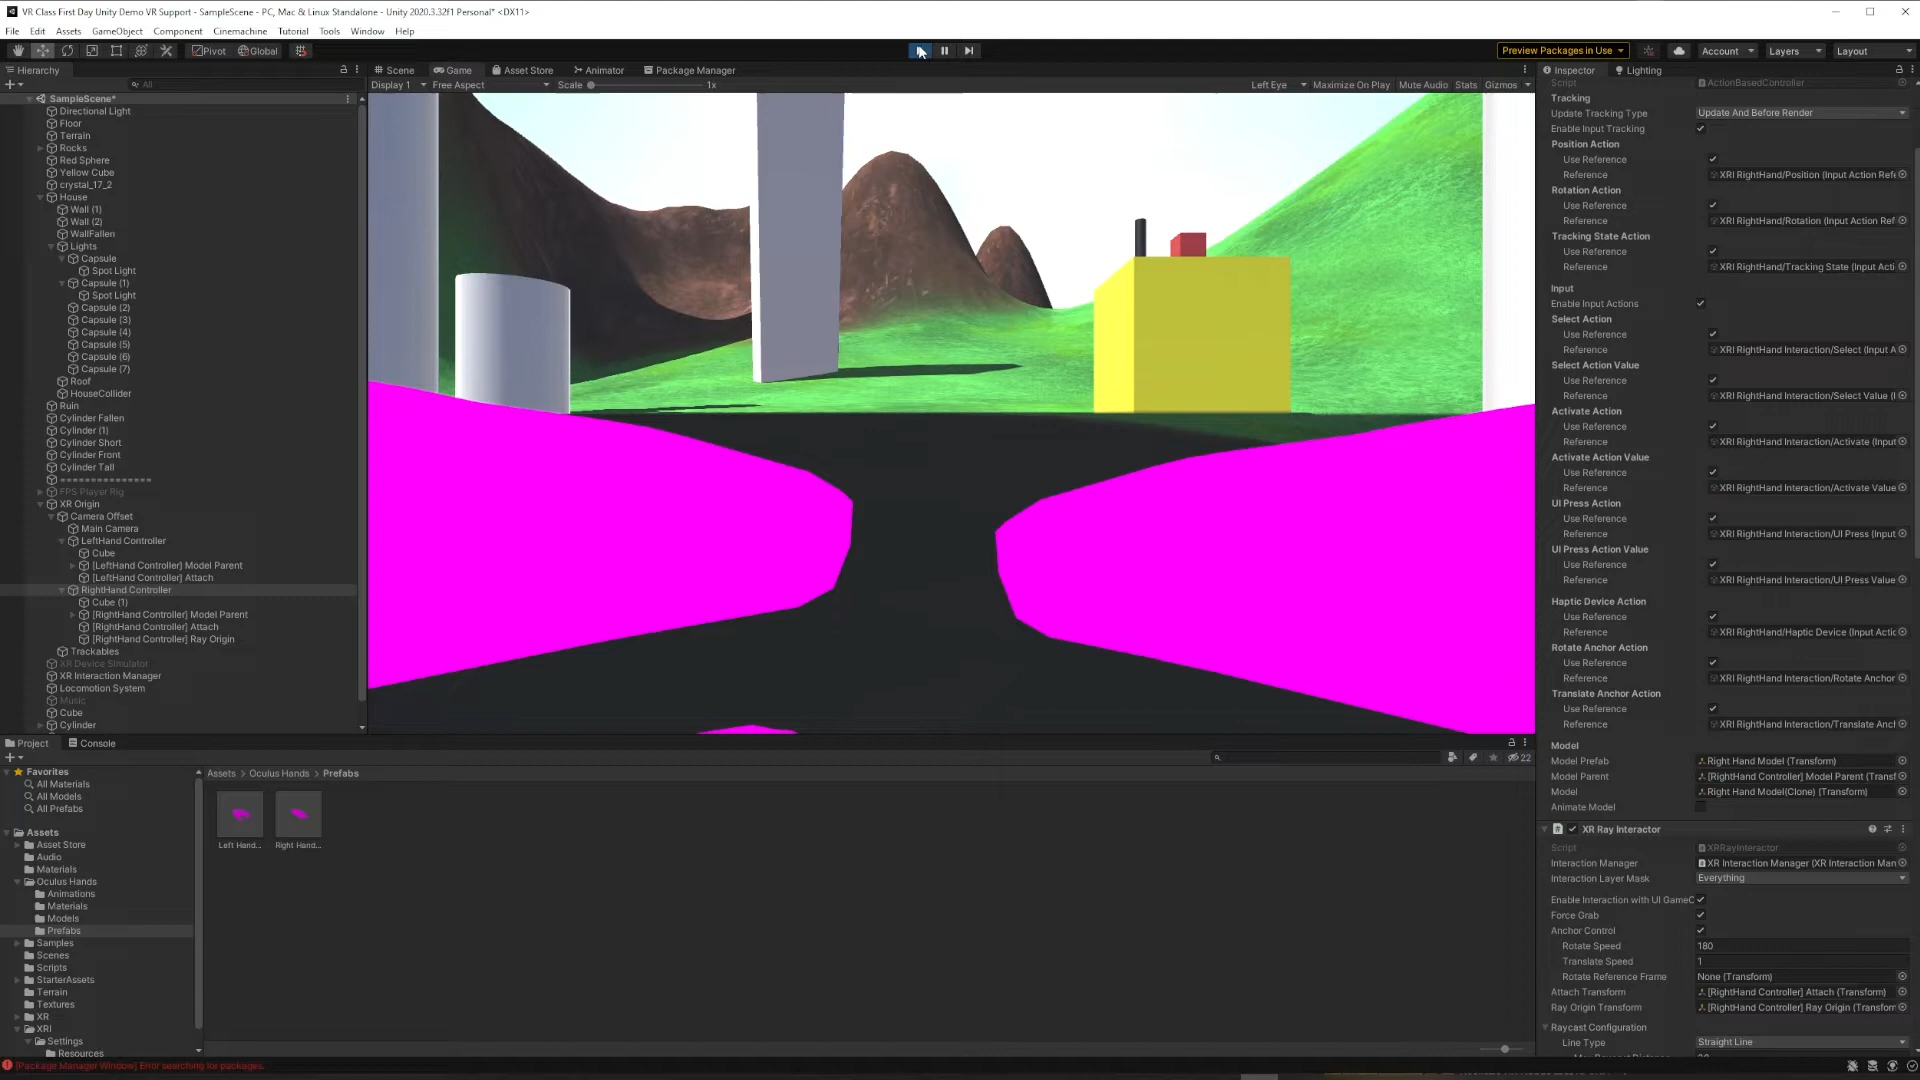 VR Class First Day Unity Demo VR Support - SampleScene - PC, Mac & Linux Standalone - Unity 2020.3.32f1 Personal* <DX11>
File Edit Assets GameObject Component Cinemachine Tutorial Tools Window Help
Pivot Global Preview Packages in Use Account Layers Layout
Hierarchy
All
SampleScene*
Directional Light
Floor
Terrain
Rocks
Red Sphere
Yellow Cube
crystal_17_2
House
Wall (1)
Wall (2)
WallFallen
Lights
Capsule
Spot Light
Capsule (1)
Spot Light
Capsule (2)
Capsule (3)
Capsule (4)
Capsule (5)
Capsule (6)
Capsule (7)
Roof
HouseCollider
Ruin
Cylinder Fallen
Cylinder (1)
Cylinder Short
Cylinder Front
Cylinder Tall
===============
FPS Player Rig
XR Origin
Camera Offset
Main Camera
LeftHand Controller
Cube
[LeftHand Controller] Model Parent
[LeftHand Controller] Attach
RightHand Controller
Cube (1)
[RightHand Controller] Model Parent
[RightHand Controller] Attach
[RightHand Controller] Ray Origin
Trackables
XR Device Simulator
XR Interaction Manager
Locomotion System
Music
Cube
Cylinder
Scene Game Asset Store Animator Package Manager
Display 1 Free Aspect Scale 1x Left Eye Maximize On Play Mute Audio Stats Gizmos
Inspector Lighting
Script ActionBasedController
Tracking
Update Tracking Type Update And Before Render
Enable Input Tracking
Position Action
Use Reference
Reference XRI RightHand/Position (Input Action Refe
Rotation Action
Use Reference
Reference XRI RightHand/Rotation (Input Action Ref
Tracking State Action
Use Reference
Reference XRI RightHand/Tracking State (Input Acti
Input
Enable Input Actions
Select Action
Use Reference
Reference XRI RightHand Interaction/Select (Input A
Select Action Value
Use Reference
Reference XRI RightHand Interaction/Select Value (I
Activate Action
Use Reference
Reference XRI RightHand Interaction/Activate (Input
Activate Action Value
Use Reference
Reference XRI RightHand Interaction/Activate Value
UI Press Action
Use Reference
Reference XRI RightHand Interaction/UI Press (Input
UI Press Action Value
Use Reference
Reference XRI RightHand Interaction/UI Press Value
Haptic Device Action
Use Reference
Reference XRI RightHand/Haptic Device (Input Actic
Rotate Anchor Action
Use Reference
Reference XRI RightHand Interaction/Rotate Anchor
Translate Anchor Action
Use Reference
Reference XRI RightHand Interaction/Translate Ancl
Model
Model Prefab Right Hand Model (Transform)
Model Parent [RightHand Controller] Model Parent (Transf
Model Right Hand Model(Clone) (Transform)
Animate Model
XR Ray Interactor
Script XRRayInteractor
Interaction Manager XR Interaction Manager (XR Interaction Man
Interaction Layer Mask Everything
Enable Interaction with UI GameC
Force Grab
Anchor Control
Rotate Speed 180
Translate Speed 1
Rotate Reference Frame None (Transform)
Attach Transform [RightHand Controller] Attach (Transform)
Ray Origin Transform [RightHand Controller] Ray Origin (Transforn
Raycast Configuration
Line Type Straight Line
Project Console
22
Favorites
All Materials
All Models
All Prefabs
Assets
Asset Store
Audio
Materials
Oculus Hands
Animations
Materials
Models
Prefabs
Samples
Scenes
Scripts
StarterAssets
Terrain
Textures
XR
XRI
Settings
Resources
Assets > Oculus Hands > Prefabs
Left Hand... Right Hand...
[Package Manager Window] Error searching for packages.